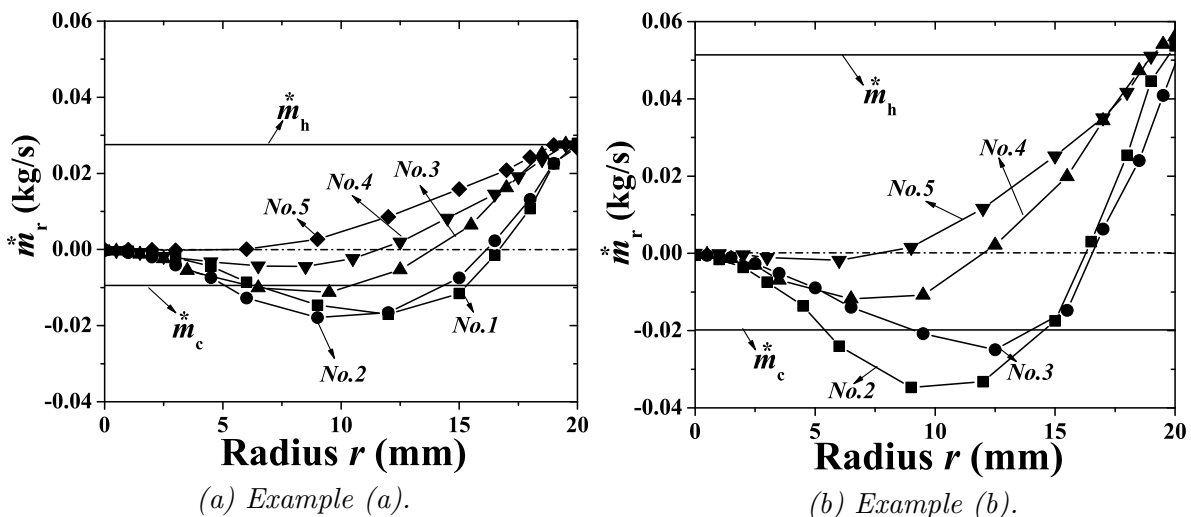 0.06
0.04
0.02
0.00
-0.02
-0.04
ṁ*r (kg/s)
ṁ*h
No.3
No.4
No.5
ṁ*c
No.1
No.2
0 5 10 15 20
Radius r (mm)
(a) Example (a).
0.06
0.04
0.02
0.00
-0.02
-0.04
ṁ*r (kg/s)
ṁ*h
No.4
No.5
ṁ*c
No.2
No.3
0 5 10 15 20
Radius r (mm)
(b) Example (b).